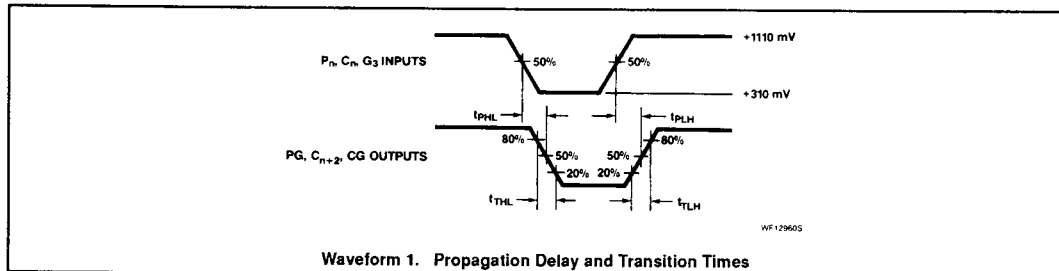 +1110 mV
Pn, Cn, G3 INPUTS
50% 50%
+310 mV
tPHL tPLH
80% 80%
PG, Cn+2, CG OUTPUTS
50% 50%
20% 20%
tTHL tTLH
WF12960S
Waveform 1. Propagation Delay and Transition Times